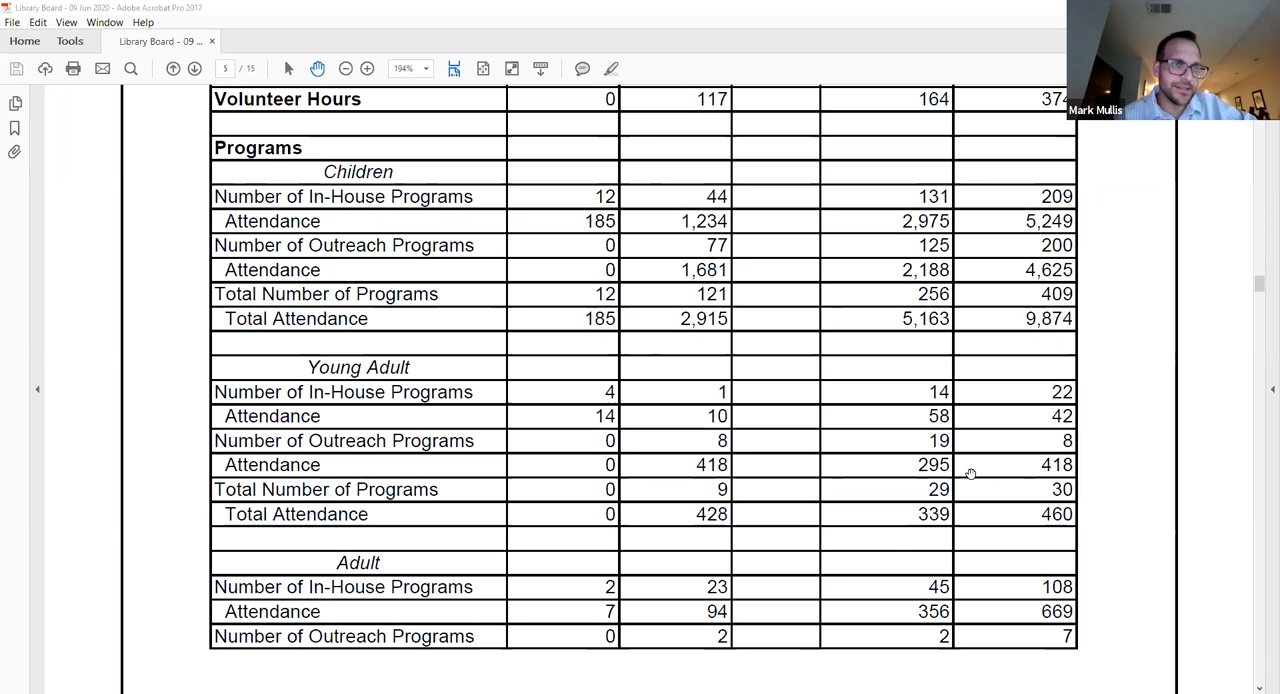 Library Board - 09 Jun 2020 - Adobe Acrobat Pro 2017
File Edit View Window Help
Home Tools Library Board - 09 ... ×
5 / 15 194%
Mark Mullis
Volunteer Hours 0 117 164 374
Programs
Children
Number of In-House Programs 12 44 131 209
Attendance 185 1,234 2,975 5,249
Number of Outreach Programs 0 77 125 200
Attendance 0 1,681 2,188 4,625
Total Number of Programs 12 121 256 409
Total Attendance 185 2,915 5,163 9,874
Young Adult
Number of In-House Programs 4 1 14 22
Attendance 14 10 58 42
Number of Outreach Programs 0 8 19 8
Attendance 0 418 295 418
Total Number of Programs 0 9 29 30
Total Attendance 0 428 339 460
Adult
Number of In-House Programs 2 23 45 108
Attendance 7 94 356 669
Number of Outreach Programs 0 2 2 7